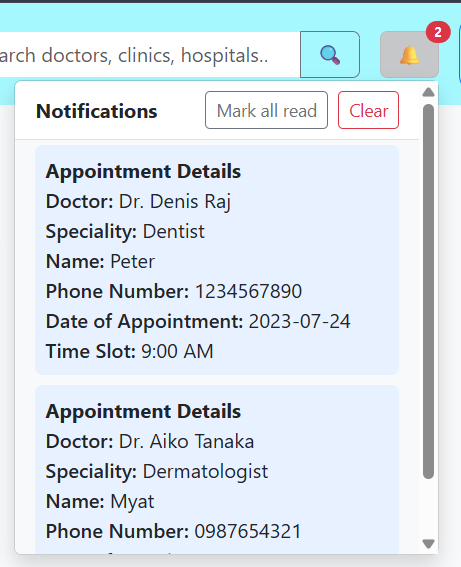 arch doctors, clinics, hospitals..
2
Notifications
Mark all read
Clear
Appointment Details
Doctor: Dr. Denis Raj
Speciality: Dentist
Name: Peter
Phone Number: 1234567890
Date of Appointment: 2023-07-24
Time Slot: 9:00 AM
Appointment Details
Doctor: Dr. Aiko Tanaka
Speciality: Dermatologist
Name: Myat
Phone Number: 0987654321